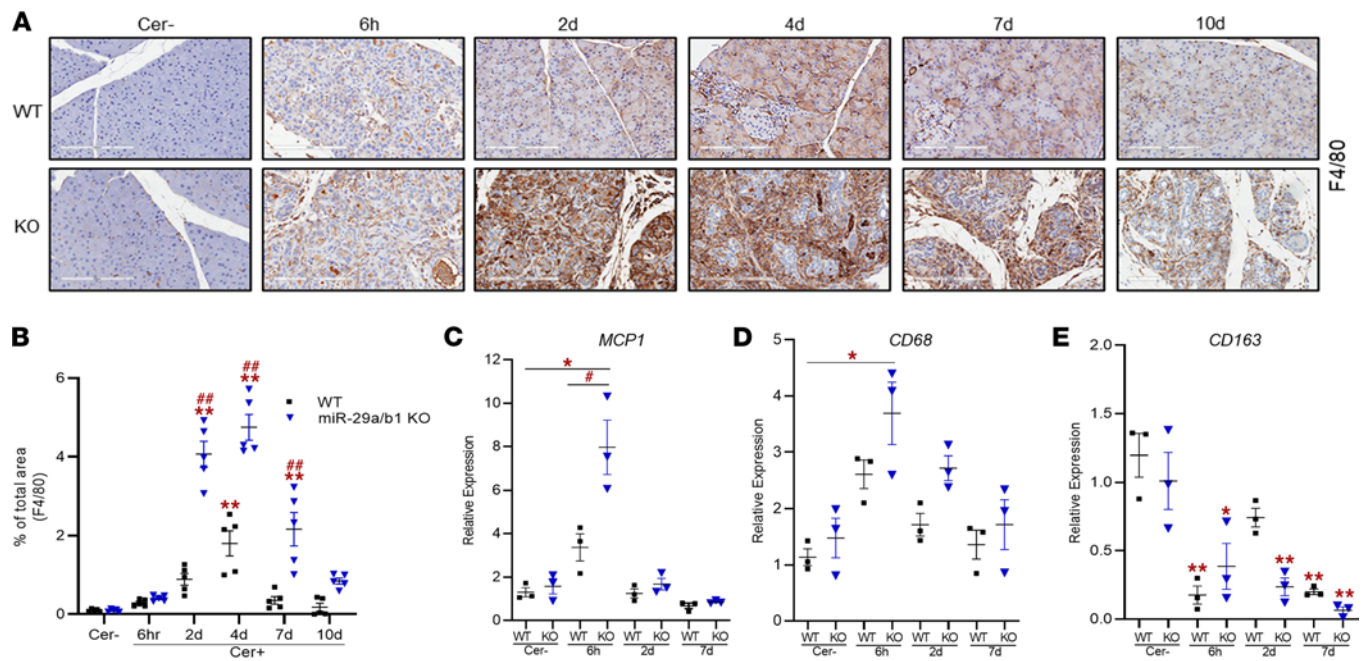 A
Cer- 6h 2d 4d 7d 10d
WT
KO
F4/80
B
% of total area
(F4/80)
6
4
2
0
##
**
##
**
**
##
**
WT
miR-29a/b1 KO
Cer- 6hr 2d 4d 7d 10d
Cer+
C
MCP1
Relative Expression
12
10
8
6
4
2
0
*
#
WT KO WT KO WT KO WT KO
Cer- 6h 2d 7d
D
CD68
Relative Expression
5
4
3
2
1
0
*
WT KO WT KO WT KO WT KO
Cer- 6h 2d 7d
E
CD163
Relative Expression
2.0
1.5
1.0
0.5
0.0
**
*
**
**
**
WT KO WT KO WT KO WT KO
Cer- 6h 2d 7d